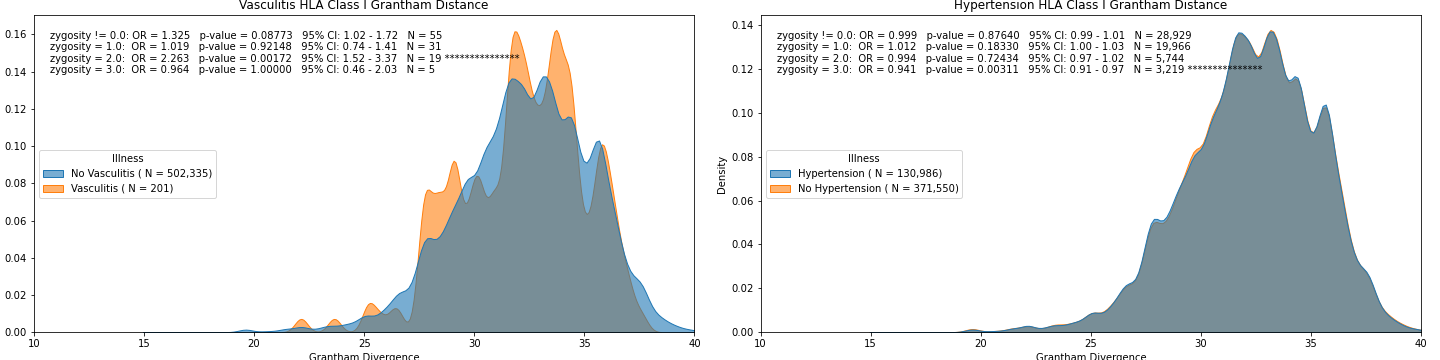 Vasculitis HLA Class I Grantham Distance
zygosity != 0.0: OR = 1.325 p-value = 0.08773 95% CI: 1.02 - 1.72 N = 55
zygosity = 1.0: OR = 1.019 p-value = 0.92148 95% CI: 0.74 - 1.41 N = 31
zygosity = 2.0: OR = 2.263 p-value = 0.00172 95% CI: 1.52 - 3.37 N = 19 ***************
zygosity = 3.0: OR = 0.964 p-value = 1.00000 95% CI: 0.46 - 2.03 N = 5
Illness
No Vasculitis ( N = 502,335)
Vasculitis ( N = 201)
0.16
0.14
0.12
0.10
0.08
0.06
0.04
0.02
0.00
10
15
20
25
30
35
40
Grantham Divergence
Hypertension HLA Class I Grantham Distance
zygosity != 0.0: OR = 0.999 p-value = 0.87640 95% CI: 0.99 - 1.01 N = 28,929
zygosity = 1.0: OR = 1.012 p-value = 0.18330 95% CI: 1.00 - 1.03 N = 19,966
zygosity = 2.0: OR = 0.994 p-value = 0.72434 95% CI: 0.97 - 1.02 N = 5,744
zygosity = 3.0: OR = 0.941 p-value = 0.00311 95% CI: 0.91 - 0.97 N = 3,219 ***************
Illness
Hypertension ( N = 130,986)
No Hypertension ( N = 371,550)
Density
0.14
0.12
0.10
0.08
0.06
0.04
0.02
0.00
10
15
20
25
30
35
40
Grantham Divergence